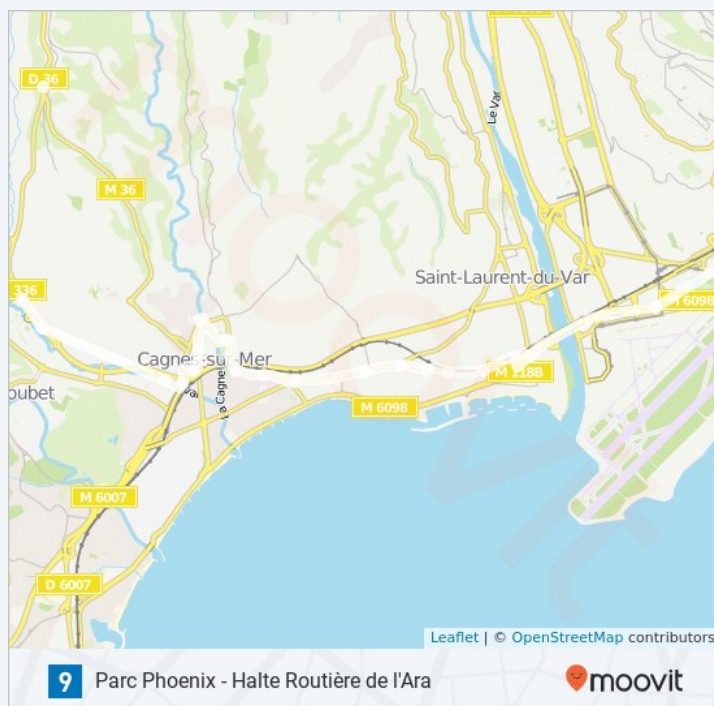 D 36
M 36
Le Var
Saint-Laurent-du-Var
336
M 6098
Cagnes-sur-Mer
La Cagne
oubet
M 118B
M 6098
M 6007
D 6007
Leaflet | © OpenStreetMap contributors
9 Parc Phoenix - Halte Routière de l'Ara
moovit